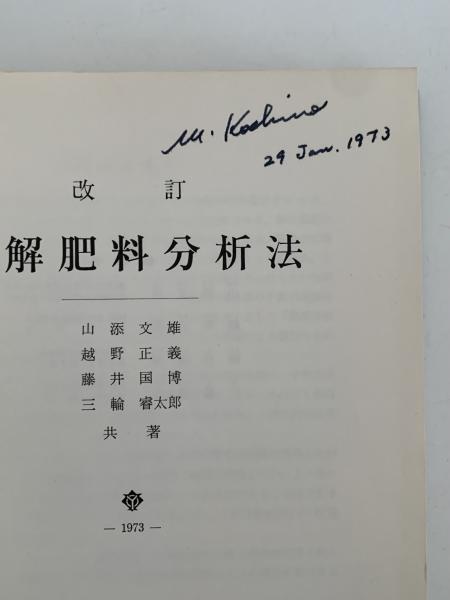 M. Koshino
29 Jan. 1973
改訂
解肥料分析法
山添文雄
越野正義
藤井国博
三輪睿太郎
共著
— 1973 —